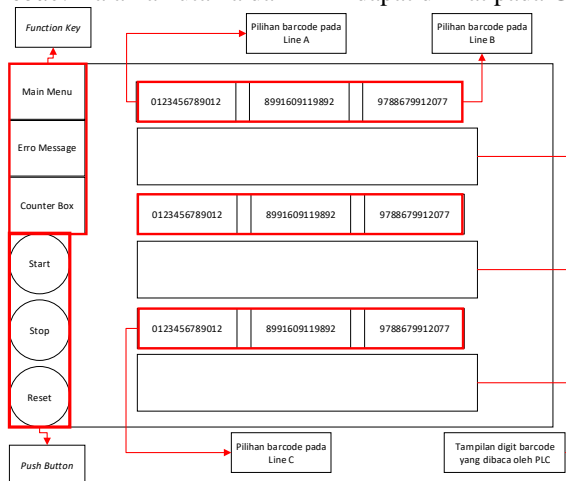 Function Key
Pilihan barcode pada
Line A
Pilihan barcode pada
Line B
Main Menu
0123456789012
8991609119892
9788679912077
Erro Message
Counter Box
0123456789012
8991609119892
9788679912077
Start
Stop
0123456789012
8991609119892
9788679912077
Reset
Push Button
Pilihan barcode pada
Line C
Tampilan digit barcode
yang dibaca oleh PLC